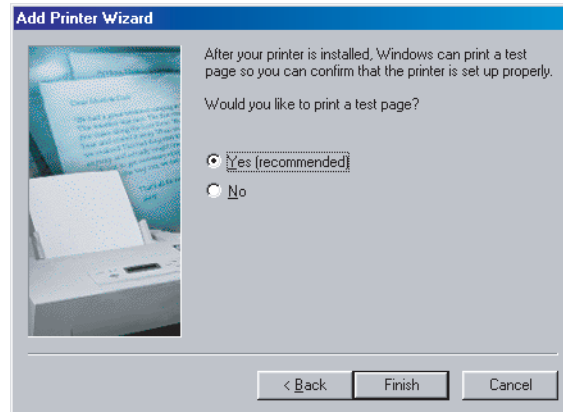 Add Printer Wizard
After your printer is installed, Windows can print a test
page so you can confirm that the printer is set up properly.
Would you like to print a test page?
Yes (recommended)
No
< Back
Finish
Cancel